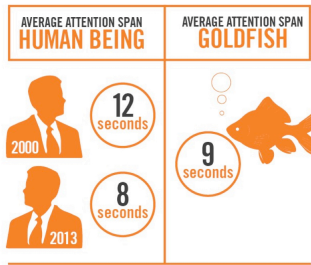 AVERAGE ATTENTION SPAN
HUMAN BEING
12
seconds
2000
8
seconds
2013
AVERAGE ATTENTION SPAN
GOLDFISH
9
seconds